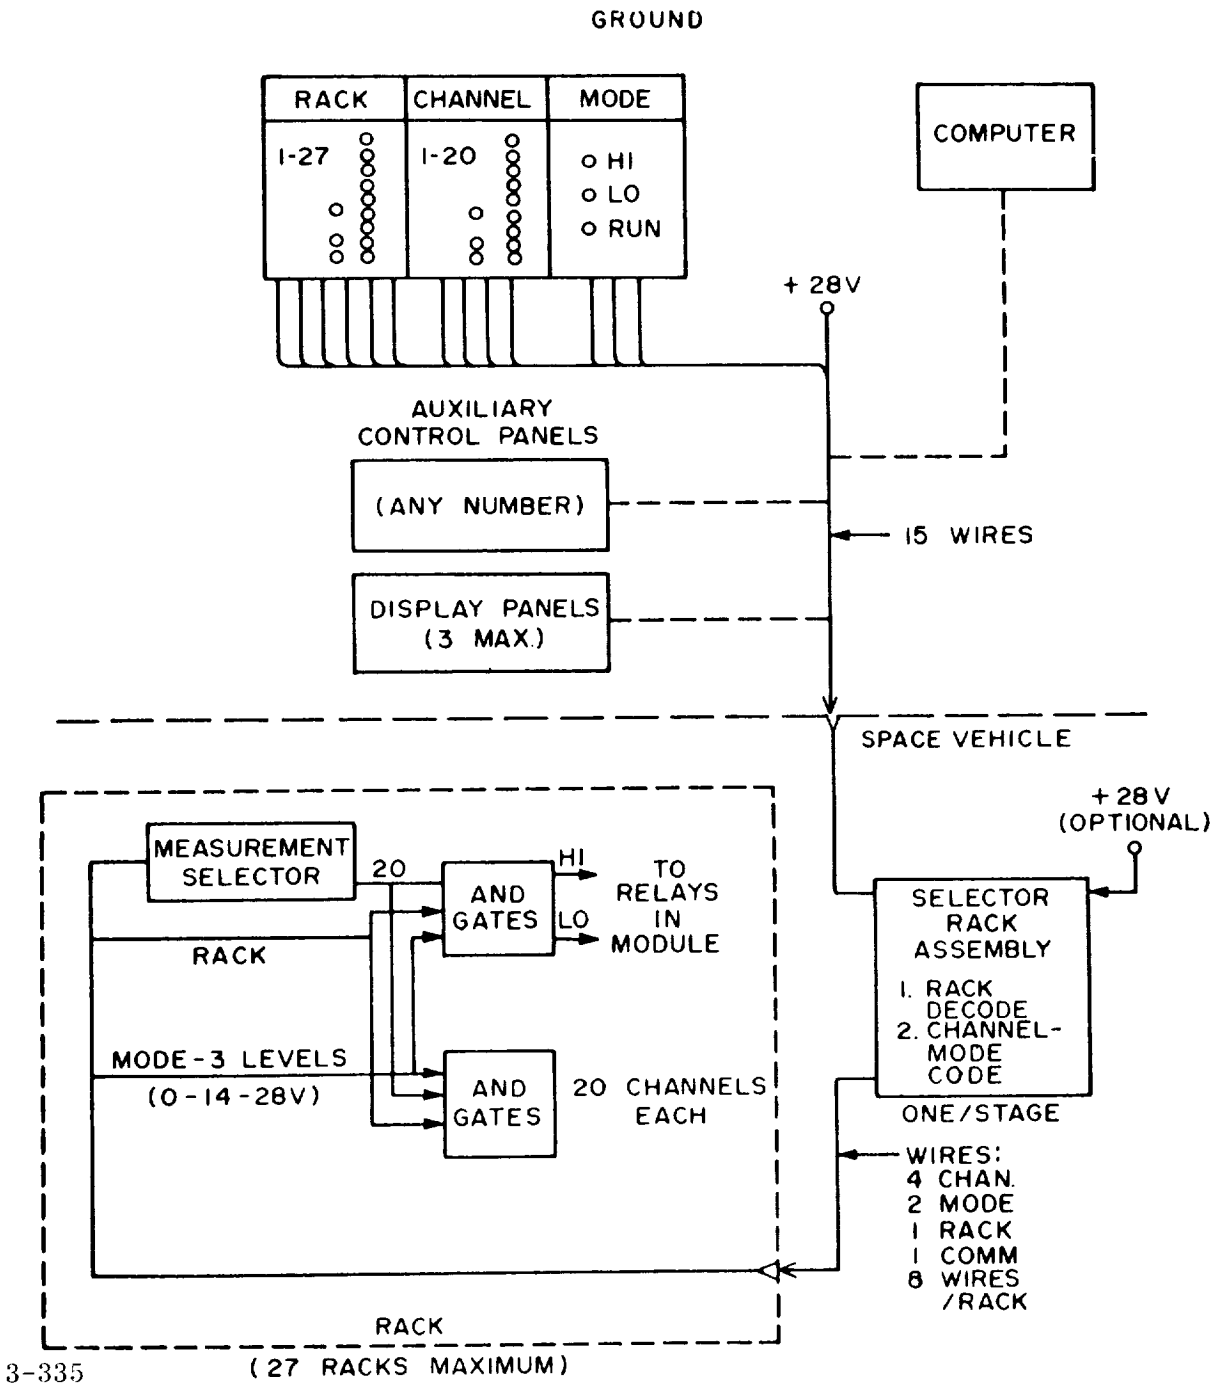 GROUND
RACK
CHANNEL
MODE
1-27
1-20
HI
LO
RUN
COMPUTER
+ 28V
AUXILIARY
CONTROL PANELS
(ANY NUMBER)
15 WIRES
DISPLAY PANELS
(3 MAX.)
SPACE VEHICLE
+28V
(OPTIONAL)
MEASUREMENT
SELECTOR
20
AND
GATES
HI
LO
TO
RELAYS
IN
MODULE
RACK
MODE-3 LEVELS
(0-14-28V)
AND
GATES
20 CHANNELS
EACH
SELECTOR
RACK
ASSEMBLY
1. RACK
DECODE
2. CHANNEL-
MODE
CODE
ONE/STAGE
WIRES:
4 CHAN.
2 MODE
1 RACK
1 COMM
8 WIRES
/RACK
RACK
(27 RACKS MAXIMUM)
3-335